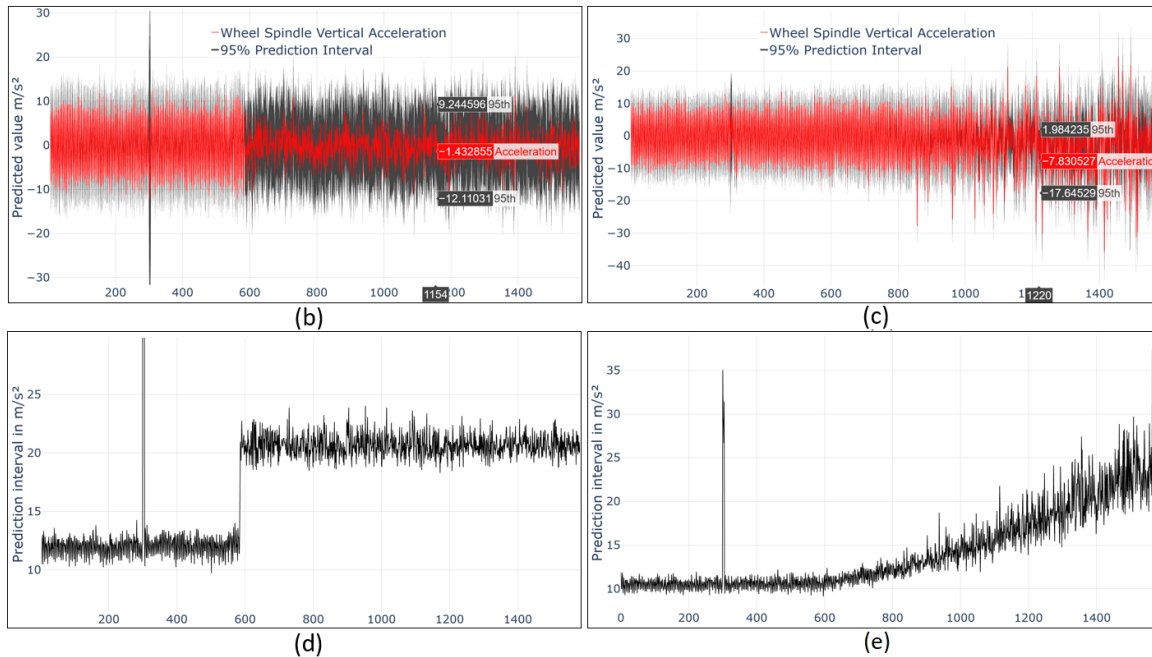 Predicted value m/s²
30
20
10
0
−10
−20
−30
Wheel Spindle Vertical Acceleration
95% Prediction Interval
9.244596 95th
−1.432855 Acceleration
−12.11031 95th
200 400 600 800 1000 1154 1400
(b)
Predicted value m/s²
30
20
10
0
−10
−20
−30
−40
Wheel Spindle Vertical Acceleration
95% Prediction Interval
1.984235 95th
−7.830527 Acceleratio
−17.64529 95th
200 400 600 800 1000 1220 1400
(c)
Prediction interval in m/s²
25
20
15
10
200 400 600 800 1000 1200 1400
(d)
Prediction interval in m/s²
35
30
25
20
15
10
0 200 400 600 800 1000 1200 1400
(e)